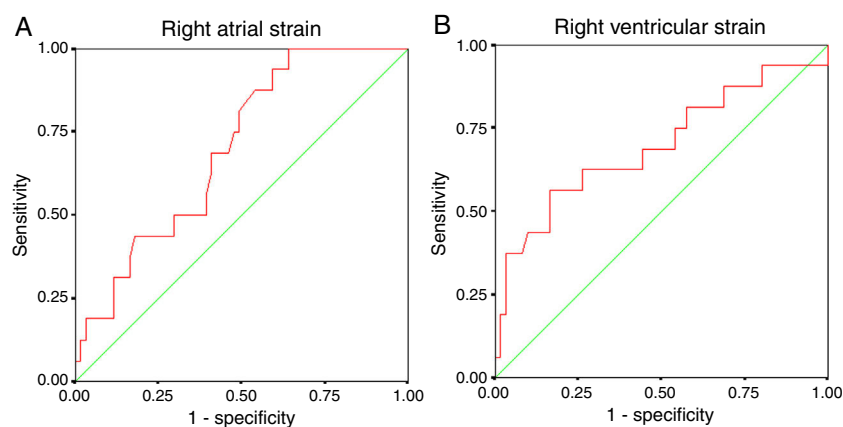 A
Right atrial strain
1.00
0.75
0.50
0.25
0.00
Sensitivity
0.00 0.25 0.50 0.75 1.00
1 - specificity
B
Right ventricular strain
1.00
0.75
0.50
0.25
0.00
Sensitivity
0.00 0.25 0.50 0.75 1.00
1 - specificity